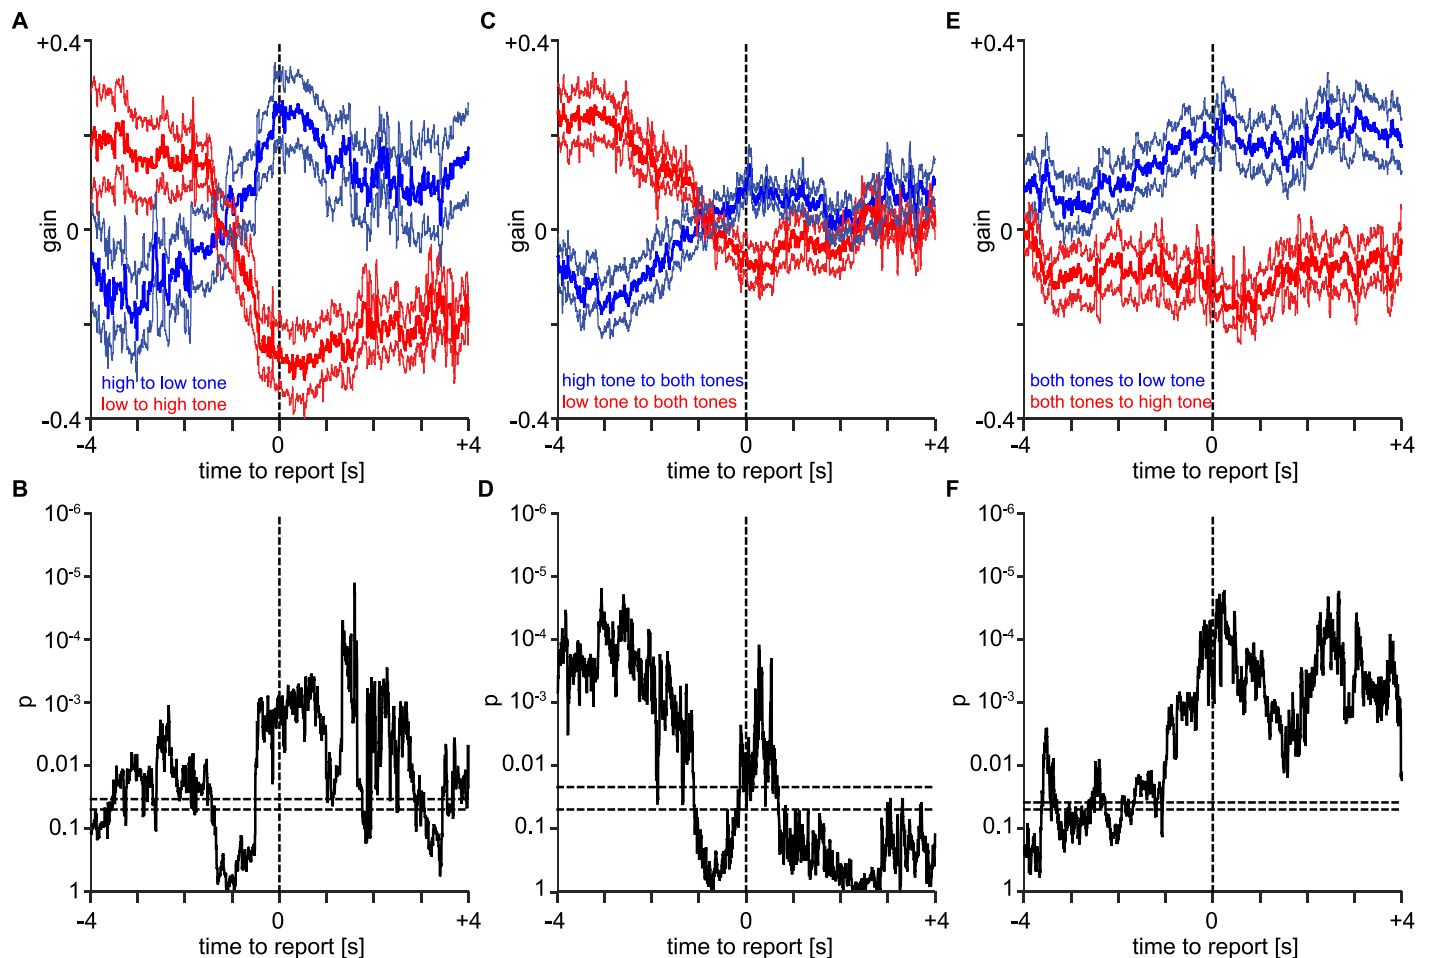 A
+0.4
gain
0
-0.4
high to low tone
low to high tone
-4
0
+4
time to report [s]
C
+0.4
gain
0
-0.4
high tone to both tones
low tone to both tones
-4
0
+4
time to report [s]
E
+0.4
gain
0
-0.4
both tones to low tone
both tones to high tone
-4
0
+4
time to report [s]
B
10⁻⁶
10⁻⁵
10⁻⁴
10⁻³
p
0.01
0.1
1
-4
0
+4
time to report [s]
D
10⁻⁶
10⁻⁵
10⁻⁴
10⁻³
p
0.01
0.1
1
-4
0
+4
time to report [s]
F
10⁻⁶
10⁻⁵
10⁻⁴
10⁻³
p
0.01
0.1
1
-4
0
+4
time to report [s]